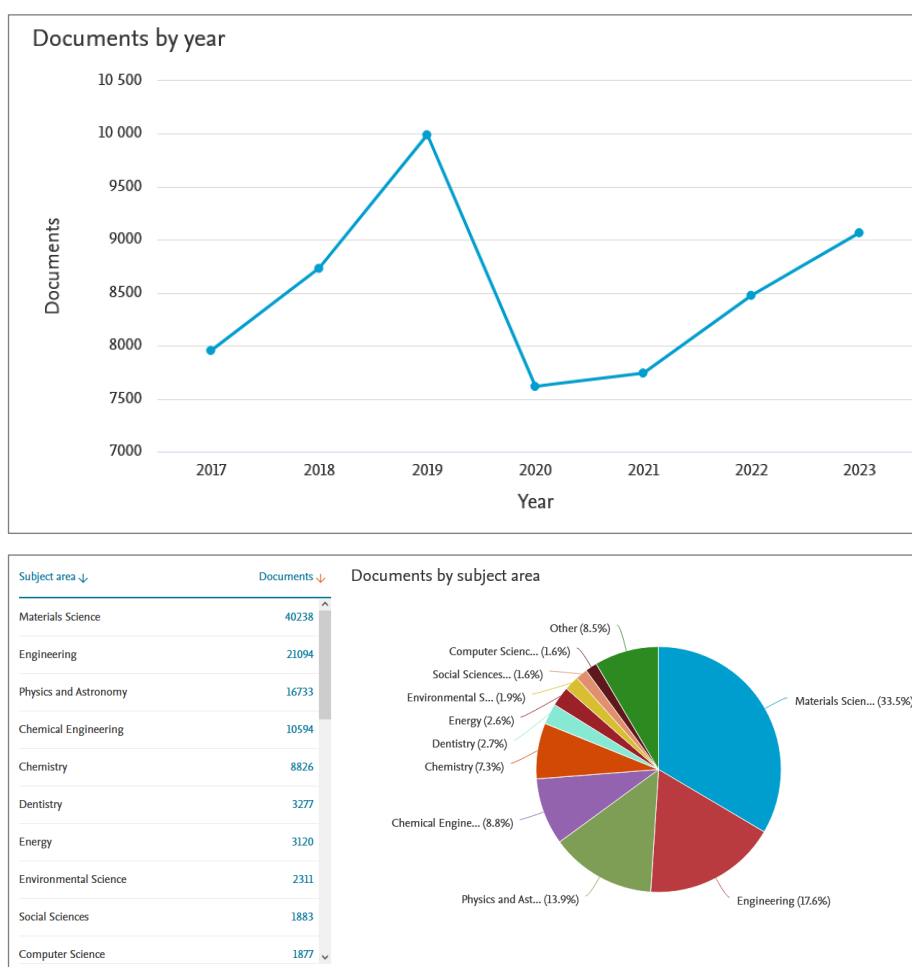 Documents by year
10 500
10 000
9500
9000
8500
8000
7500
7000
Documents
2017 2018 2019 2020 2021 2022 2023
Year
Subject area Documents
Materials Science 40238
Engineering 21094
Physics and Astronomy 16733
Chemical Engineering 10594
Chemistry 8826
Dentistry 3277
Energy 3120
Environmental Science 2311
Social Sciences 1883
Computer Science 1877
Documents by subject area
Other (8.5%)
Computer Scienc... (1.6%)
Social Sciences... (1.6%)
Environmental S... (1.9%)
Energy (2.6%)
Dentistry (2.7%)
Chemistry (7.3%)
Chemical Engine... (8.8%)
Physics and Ast... (13.9%)
Engineering (17.6%)
Materials Scien... (33.5%)